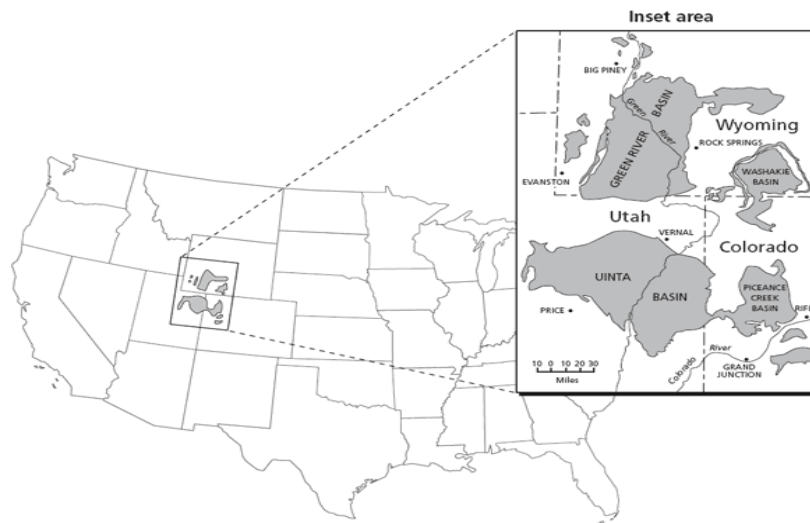 Inset area
BIG PINEY
Green
River
BASIN
GREEN RIVER
Wyoming
ROCK SPRINGS
EVANSTON
WASHAKIE
BASIN
Utah
VERNAL
Colorado
UINTA
BASIN
PICEANCE
CREEK
BASIN
PRICE
RIFL
River
Colorado
GRAND
JUNCTION
10 0 10 20 30
Miles